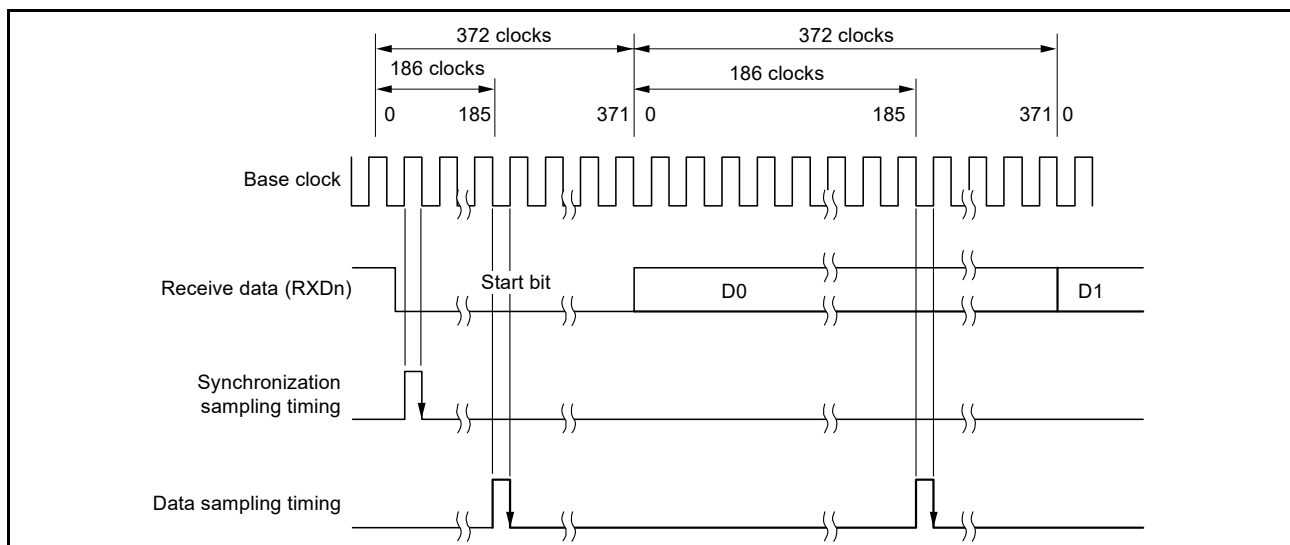 372 clocks 372 clocks
186 clocks 186 clocks
0 185 371 0 185 371 0
Base clock
Receive data (RXDn) Start bit D0 D1
Synchronization
sampling timing
Data sampling timing